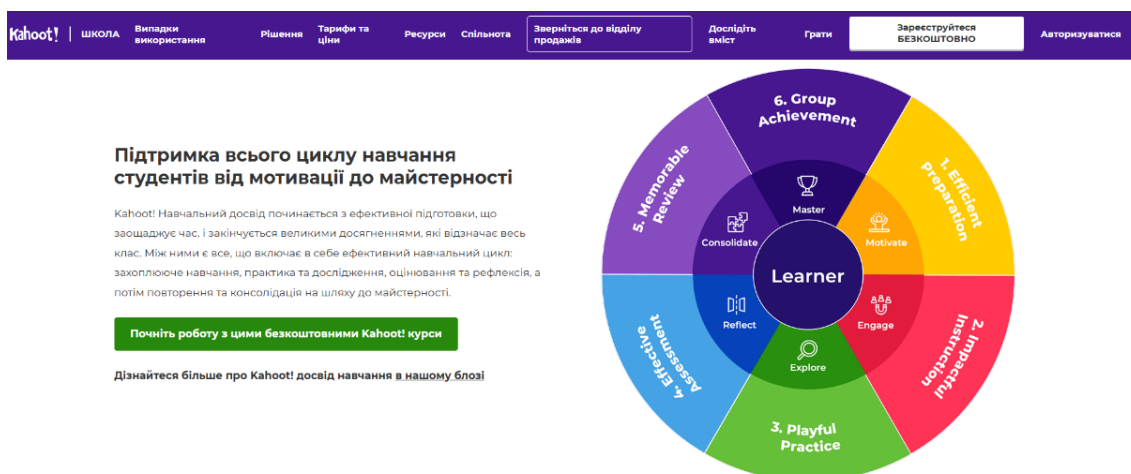 Kahoot! | ШКОЛА
Випадки
використання
Рішення
Тарифи та
ціни
Ресурси
Спільнота
Зверніться до відділу
продажів
Дослідіть
вміст
Грати
Зареєструйтеся
БЕЗКОШТОВНО
Авторизуватися
Підтримка всього циклу навчання
студентів від мотивації до майстерності
Kahoot! Навчальний досвід починається з ефективної підготовки, що
заощаджує час, і закінчується великими досягненнями, які відзначає весь
клас. Між ними є все, що включає в себе ефективний навчальний цикл:
захоплююче навчання, практика та дослідження, оцінювання та рефлексія, а
потім повторення та консолідація на шляху до майстерності.
Почніть роботу з цими безкоштовними Kahoot! курси
Дізнайтеся більше про Kahoot! досвід навчання в нашому блозі
6. Group
Achievement
1. Efficient
Preparation
2. Impactful
Instruction
3. Playful
Practice
4. Effective
Assessment
5. Memorable
Review
Master
Motivate
Engage
Explore
Reflect
Consolidate
Learner